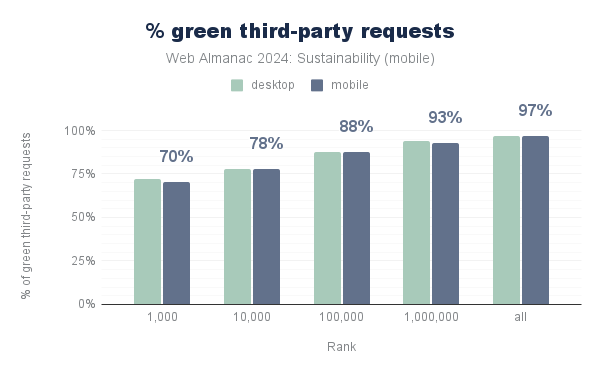 % green third-party requests
Web Almanac 2024: Sustainability (mobile)
desktop mobile
% of green third-party requests
100%
75%
50%
25%
0%
70%
78%
88%
93%
97%
1,000
10,000
100,000
1,000,000
all
Rank